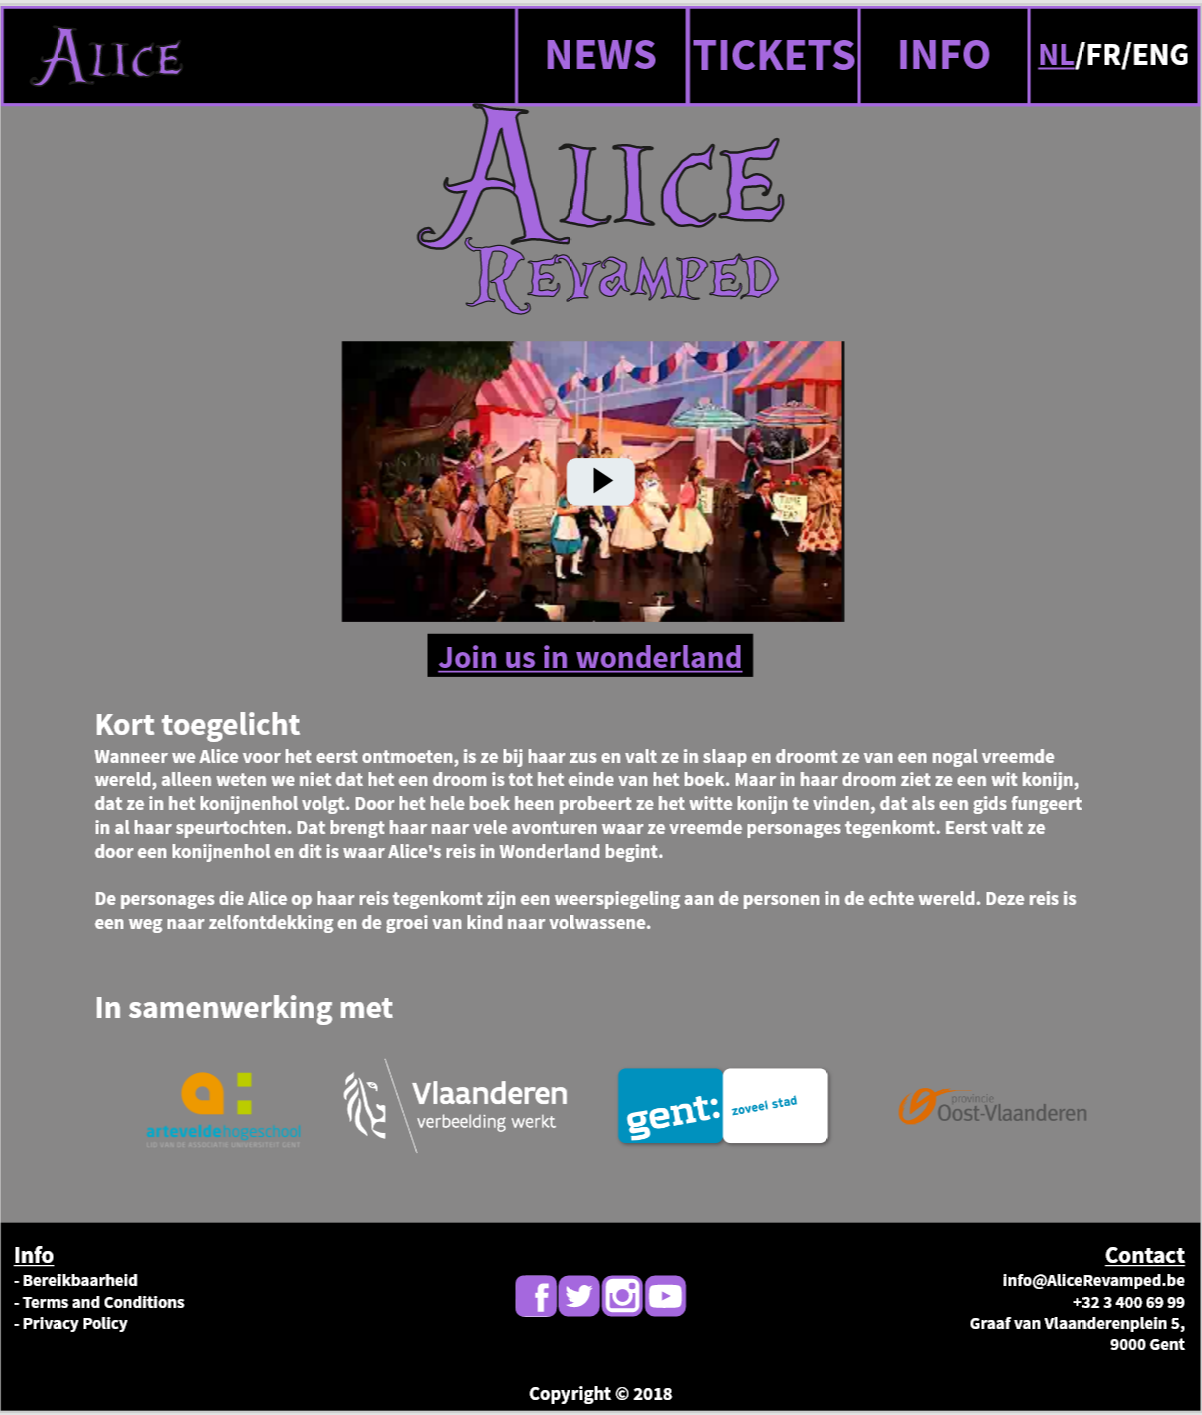 ALICE
NEWS
TICKETS
INFO
NL/FR/ENG
ALICE
REVAMPED
TIME
FOR
TEA!
Join us in wonderland
Kort toegelicht
Wanneer we Alice voor het eerst ontmoeten, is ze bij haar zus en valt ze in slaap en droomt ze van een nogal vreemde
wereld, alleen weten we niet dat het een droom is tot het einde van het boek. Maar in haar droom ziet ze een wit konijn,
dat ze in het konijnenhol volgt. Door het hele boek heen probeert ze het witte konijn te vinden, dat als een gids fungeert
in al haar speurtochten. Dat brengt haar naar vele avonturen waar ze vreemde personages tegenkomt. Eerst valt ze
door een konijnenhol en dit is waar Alice's reis in Wonderland begint.
De personages die Alice op haar reis tegenkomt zijn een weerspiegeling aan de personen in de echte wereld. Deze reis is
een weg naar zelfontdekking en de groei van kind naar volwassene.
In samenwerking met
a:
arteveldehogeschool
LID VAN DE ASSOCIATIE UNIVERSITEIT GENT
Vlaanderen
verbeelding werkt
gent:
zoveel stad
provincie
Oost-Vlaanderen
Info
- Bereikbaarheid
- Terms and Conditions
- Privacy Policy
Contact
info@AliceRevamped.be
+32 3 400 69 99
Graaf van Vlaanderenplein 5,
9000 Gent
Copyright © 2018